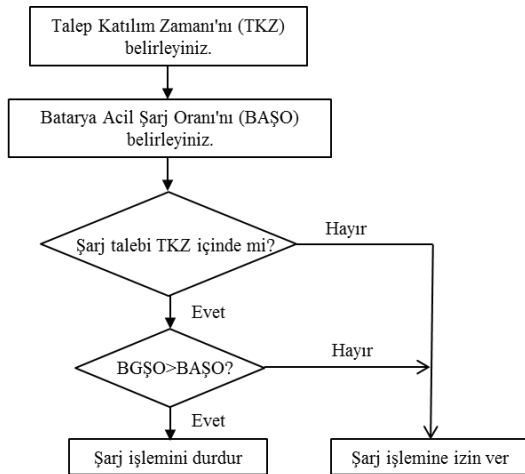 Talep Katılım Zamanı'nı (TKZ)
belirleyiniz.
Batarya Acil Şarj Oranı'nı (BAŞO)
belirleyiniz.
Şarj talebi TKZ içinde mi?
Hayır
Evet
BGŞO>BAŞO?
Hayır
Evet
Şarj işlemini durdur
Şarj işlemine izin ver